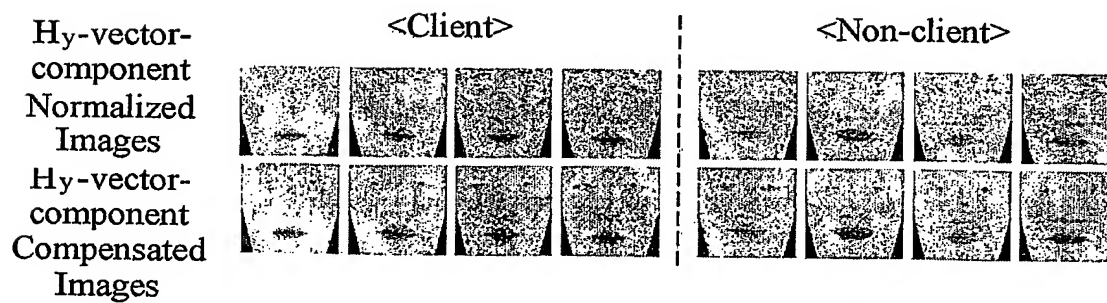 <Client>
<Non-client>
Hy-vector-
component
Normalized
Images
Hy-vector-
component
Compensated
Images